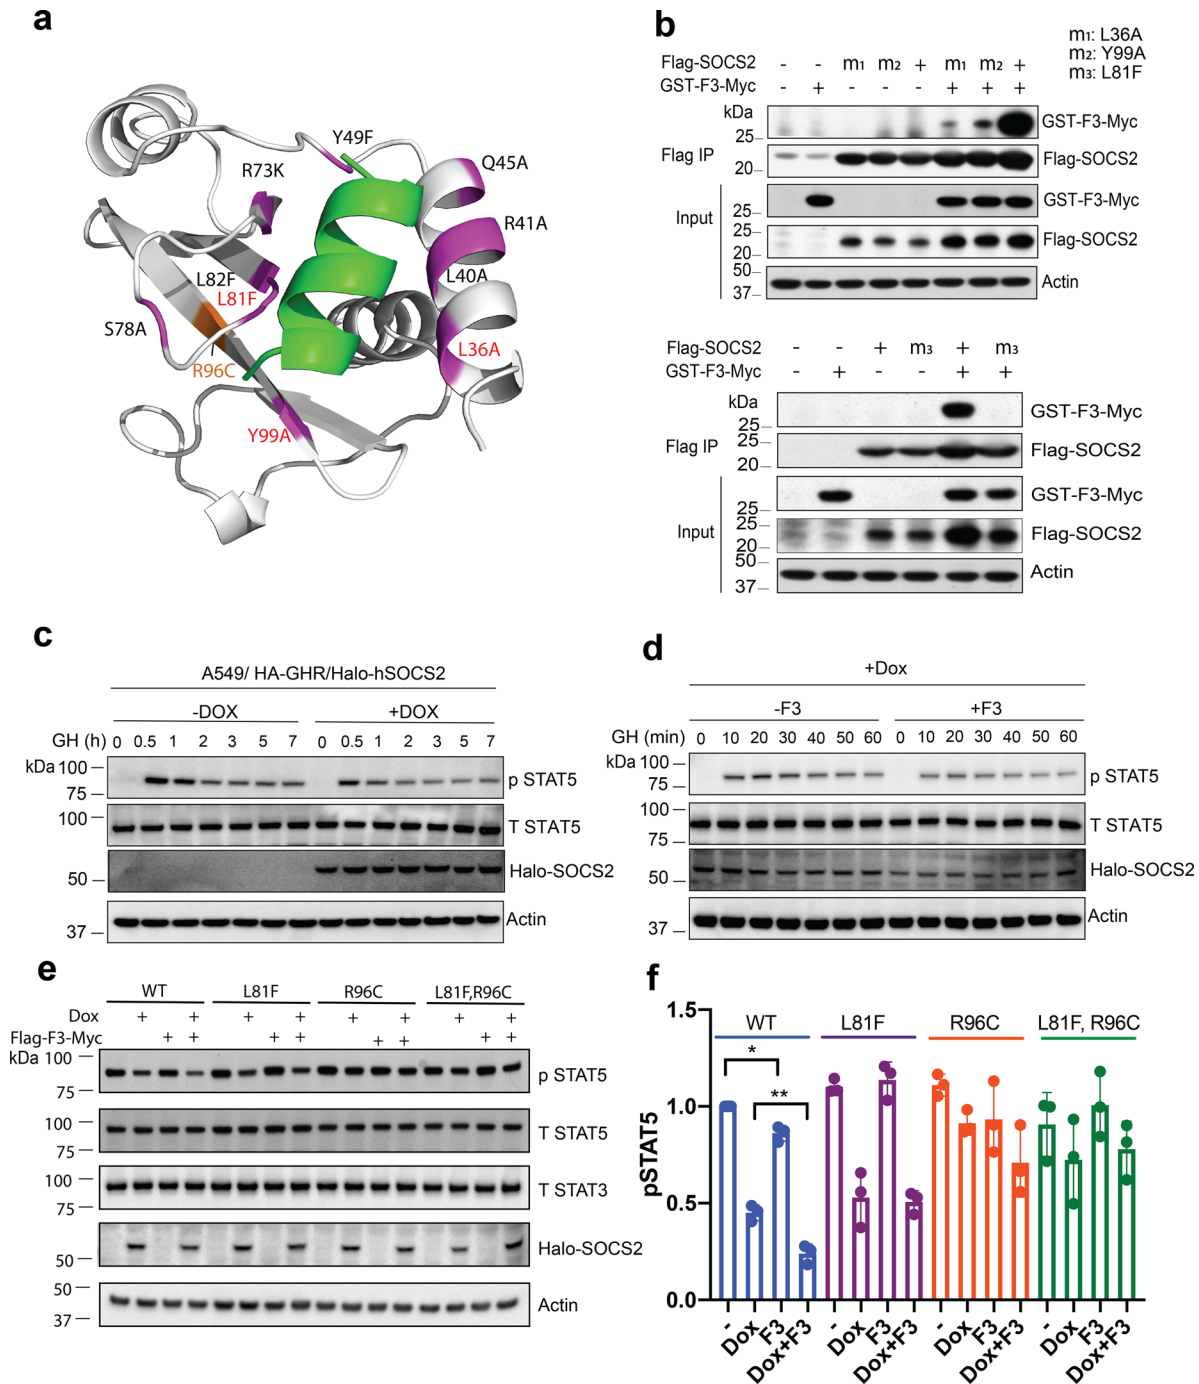 a
Y49F
R73K
Q45A
R41A
L82F
L81F
L40A
S78A
L36A
R96C
Y99A
b
m₁: L36A
m₂: Y99A
m₃: L81F
Flag-SOCS2 - - m₁ m₂ + m₁ m₂ +
GST-F3-Myc - + - - - + + +
kDa
25
GST-F3-Myc
Flag IP
20
Flag-SOCS2
Input
25
GST-F3-Myc
25
20
Flag-SOCS2
50
37
Actin
Flag-SOCS2 - - + m₃ + m₃
GST-F3-Myc - + - - + +
kDa
25
GST-F3-Myc
Flag IP
25
20
Flag-SOCS2
Input
25
GST-F3-Myc
25
20
Flag-SOCS2
50
37
Actin
c
A549/ HA-GHR/Halo-hSOCS2
-DOX +DOX
GH (h) 0 0.5 1 2 3 5 7 0 0.5 1 2 3 5 7
kDa 100
75
p STAT5
100
T STAT5
50
Halo-SOCS2
37
Actin
d
+Dox
-F3 +F3
GH (min) 0 10 20 30 40 50 60 0 10 20 30 40 50 60
kDa 100
75
p STAT5
100
75
T STAT5
50
Halo-SOCS2
37
Actin
e
WT L81F R96C L81F,R96C
Dox + + + + + + + +
Flag-F3-Myc + + + + + + + +
kDa 100
75
p STAT5
100
75
T STAT5
100
75
T STAT3
50
Halo-SOCS2
50
37
Actin
f
WT L81F R96C L81F, R96C
* **
pSTAT5
1.5
1.0
0.5
0.0
- Dox F3 Dox+F3 - Dox F3 Dox+F3 - Dox F3 Dox+F3 - Dox F3 Dox+F3